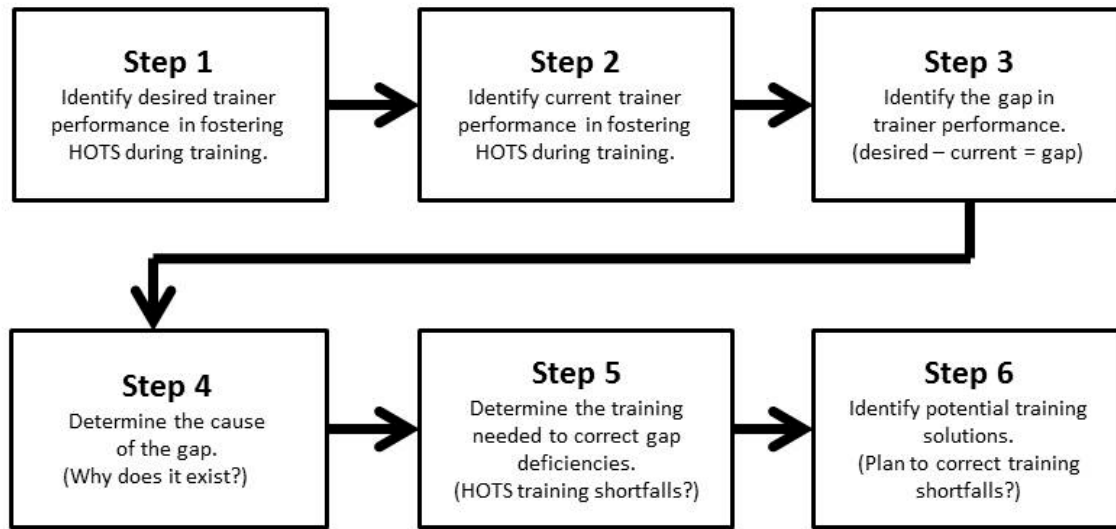 Step 1
Identify desired trainer
performance in fostering
HOTS during training.
Step 2
Identify current trainer
performance in fostering
HOTS during training.
Step 3
Identify the gap in
trainer performance.
(desired – current = gap)
Step 4
Determine the cause
of the gap.
(Why does it exist?)
Step 5
Determine the training
needed to correct gap
deficiencies.
(HOTS training shortfalls?)
Step 6
Identify potential training
solutions.
(Plan to correct training
shortfalls?)